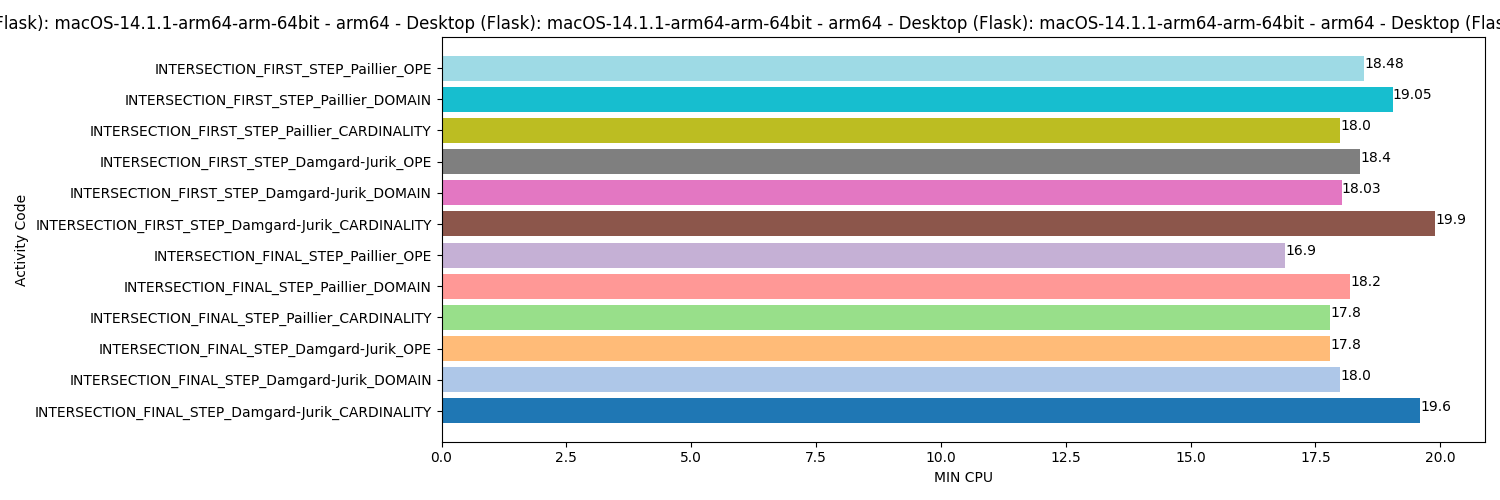 Flask): macOS-14.1.1-arm64-arm-64bit - arm64 - Desktop (Flask): macOS-14.1.1-arm64-arm-64bit - arm64 - Desktop (Flask): macOS-14.1.1-arm64-arm-64bit - arm64 - Desktop (Flas
INTERSECTION_FIRST_STEP_Paillier_OPE 18.48
INTERSECTION_FIRST_STEP_Paillier_DOMAIN 19.05
INTERSECTION_FIRST_STEP_Paillier_CARDINALITY 18.0
INTERSECTION_FIRST_STEP_Damgard-Jurik_OPE 18.4
INTERSECTION_FIRST_STEP_Damgard-Jurik_DOMAIN 18.03
INTERSECTION_FIRST_STEP_Damgard-Jurik_CARDINALITY 19.9
INTERSECTION_FINAL_STEP_Paillier_OPE 16.9
INTERSECTION_FINAL_STEP_Paillier_DOMAIN 18.2
INTERSECTION_FINAL_STEP_Paillier_CARDINALITY 17.8
INTERSECTION_FINAL_STEP_Damgard-Jurik_OPE 17.8
INTERSECTION_FINAL_STEP_Damgard-Jurik_DOMAIN 18.0
INTERSECTION_FINAL_STEP_Damgard-Jurik_CARDINALITY 19.6
Activity Code
0.0 2.5 5.0 7.5 10.0 12.5 15.0 17.5 20.0
MIN CPU